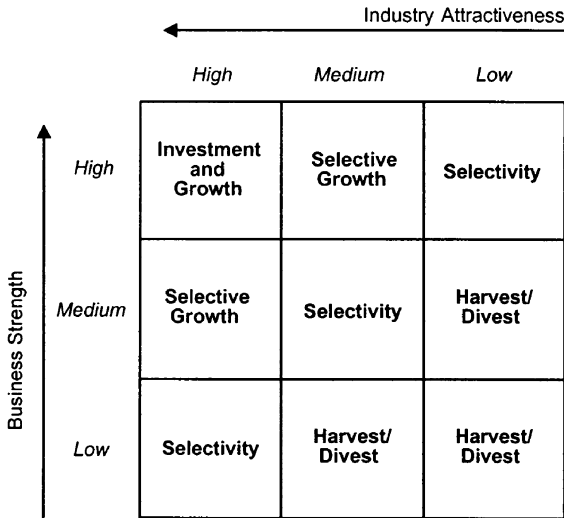 Industry Attractiveness
High Medium Low
Business Strength
High
Investment
and
Growth
Selective
Growth
Selectivity
Medium
Selective
Growth
Selectivity
Harvest/
Divest
Low
Selectivity
Harvest/
Divest
Harvest/
Divest